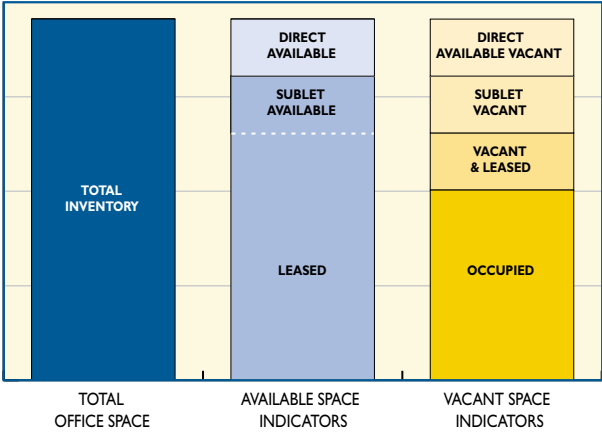 TOTAL
INVENTORY
DIRECT
AVAILABLE
SUBLET
AVAILABLE
LEASED
DIRECT
AVAILABLE VACANT
SUBLET
VACANT
VACANT
& LEASED
OCCUPIED
TOTAL
OFFICE SPACE
AVAILABLE SPACE
INDICATORS
VACANT SPACE
INDICATORS